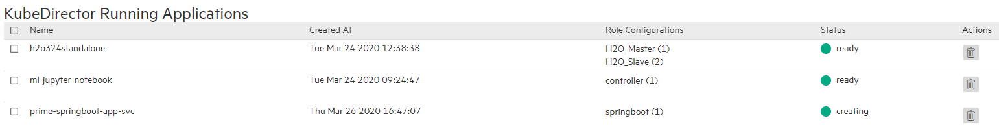 KubeDirector Running Applications
Name Created At Role Configurations Status Actions
h2o324standalone Tue Mar 24 2020 12:38:38 H2O_Master (1) ready
H2O_Slave (2)
ml-jupyter-notebook Tue Mar 24 2020 09:24:47 controller (1) ready
prime-springboot-app-svc Thu Mar 26 2020 16:47:07 springboot (1) creating